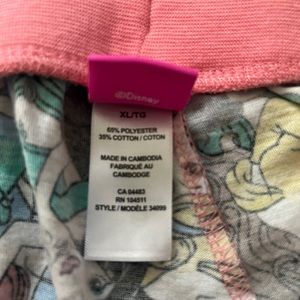 ©Disney
XL/TG
65% POLYESTER
35% COTTON / COTON
MADE IN CAMBODIA
FABRIQUÉ AU
CAMBODGE
CA 04483
RN 104511
STYLE / MODÈLE 34099